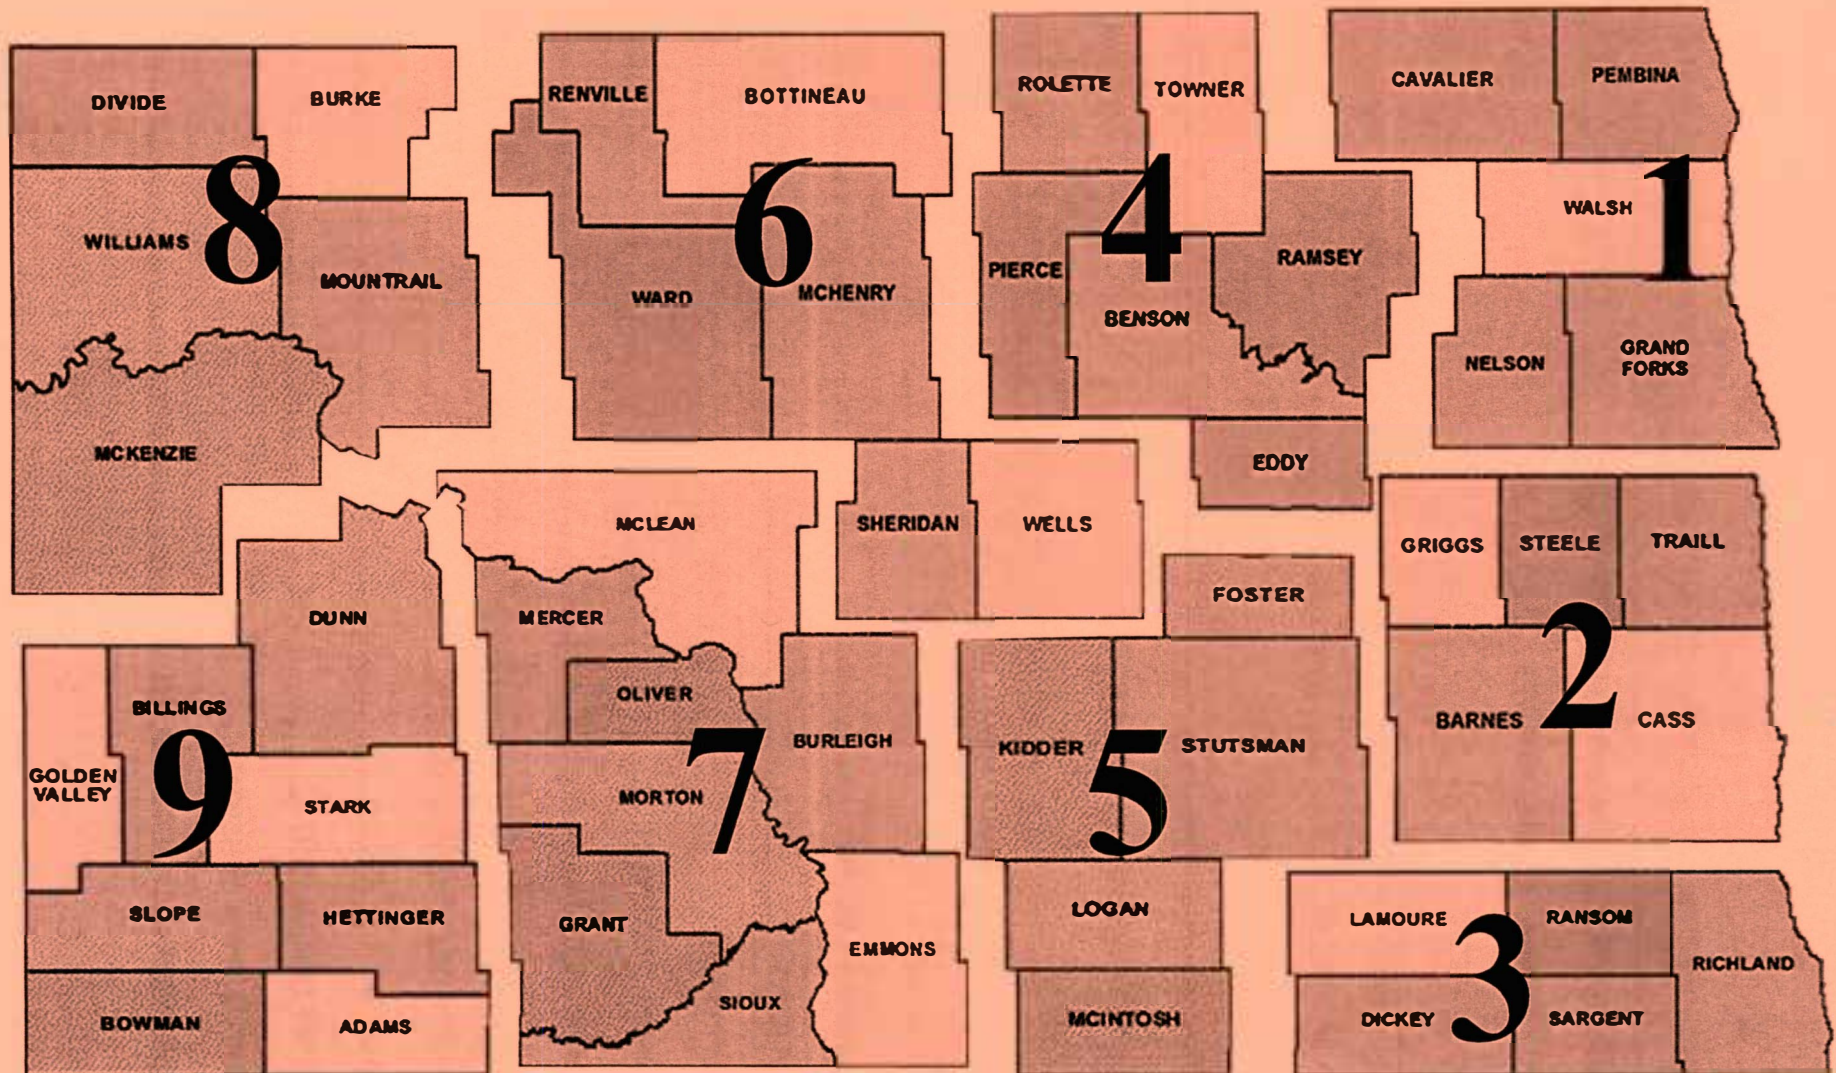 DIVIDE
BURKE
WILLIAMS
8
MOUNTRAIL
MCKENZIE
RENVILLE
BOTTINEAU
6
WARD
MCHENRY
ROLETTE
TOWNER
4
PIERCE
BENSON
RAMSEY
EDDY
CAVALIER
PEMBINA
WALSH
1
NELSON
GRAND
FORKS
DUNN
BILLINGS
GOLDEN
VALLEY
9
STARK
SLOPE
HETTINGER
BOWMAN
ADAMS
MCLEAN
MERCER
OLIVER
7
BURLEIGH
MORTON
GRANT
EMMONS
SIOUX
SHERIDAN
WELLS
FOSTER
KIDDER
5
STUTSMAN
LOGAN
MCINTOSH
GRIGGS
STEELE
TRAILL
2
BARNES
CASS
LAMOURE
RANSOM
3
RICHLAND
DICKEY
SARGENT